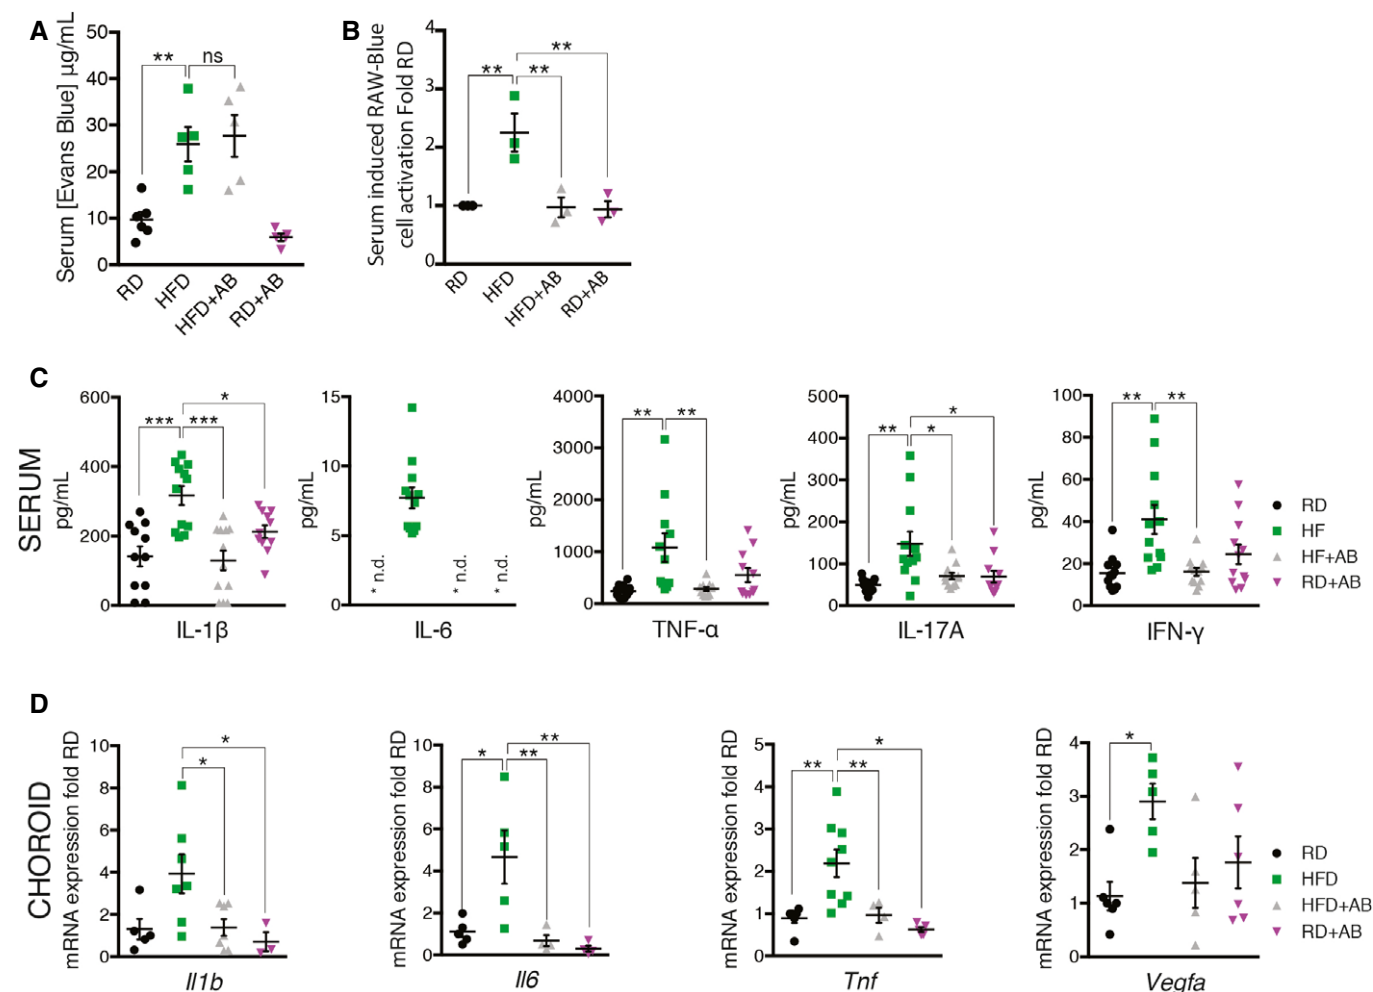 A
Serum [Evans Blue] µg/mL
50
40
30
20
10
0
**
ns
RD
HFD
HFD+AB
RD+AB
B
Serum induced RAW-Blue
cell activation Fold RD
4
3
2
1
0
**
**
**
RD
HFD
HFD+AB
RD+AB
C
SERUM
pg/mL
600
400
200
0
***
***
*
IL-1β
pg/mL
15
10
5
0
* n.d.
* n.d.
* n.d.
IL-6
pg/mL
4000
3000
2000
1000
0
**
**
TNF-α
pg/mL
500
400
300
200
100
0
**
*
*
IL-17A
pg/mL
100
80
60
40
20
0
**
**
IFN-γ
RD
HF
HF+AB
RD+AB
D
CHOROID
mRNA expression fold RD
10
8
6
4
2
0
*
*
Il1b
mRNA expression fold RD
10
8
6
4
2
0
*
**
**
Il6
mRNA expression fold RD
5
4
3
2
1
0
**
**
*
Tnf
mRNA expression fold RD
4
3
2
1
0
*
Vegfa
RD
HFD
HFD+AB
RD+AB